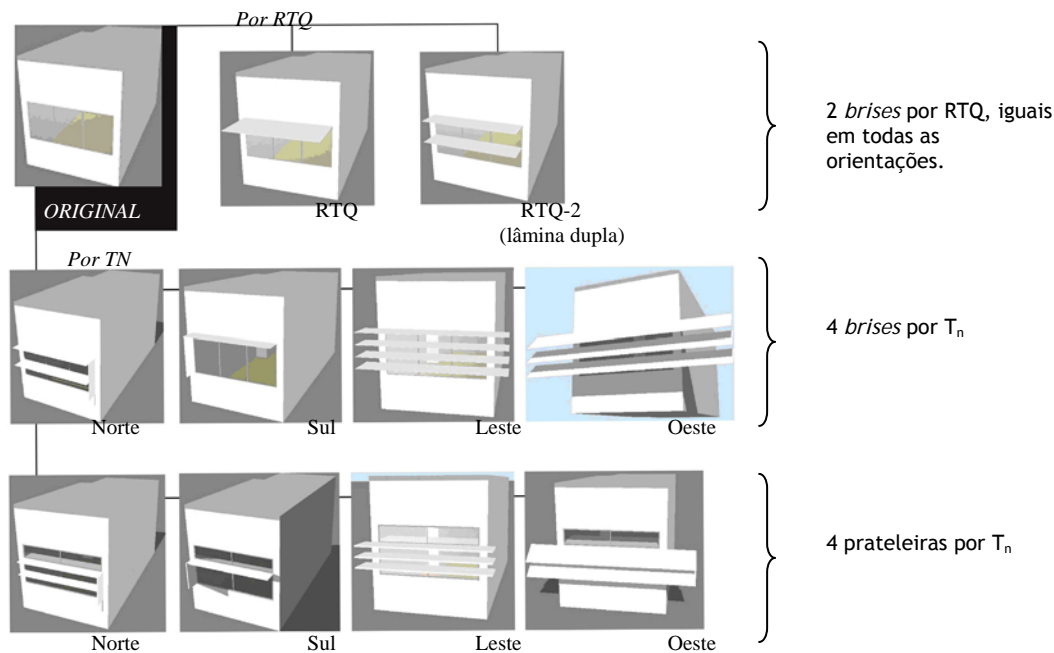 Por RTQ
ORIGINAL
RTQ
RTQ-2
(lâmina dupla)
2 brises por RTQ, iguais
em todas as
orientações.
Por TN
Norte
Sul
Leste
Oeste
4 brises por Tn
Norte
Sul
Leste
Oeste
4 prateleiras por Tn